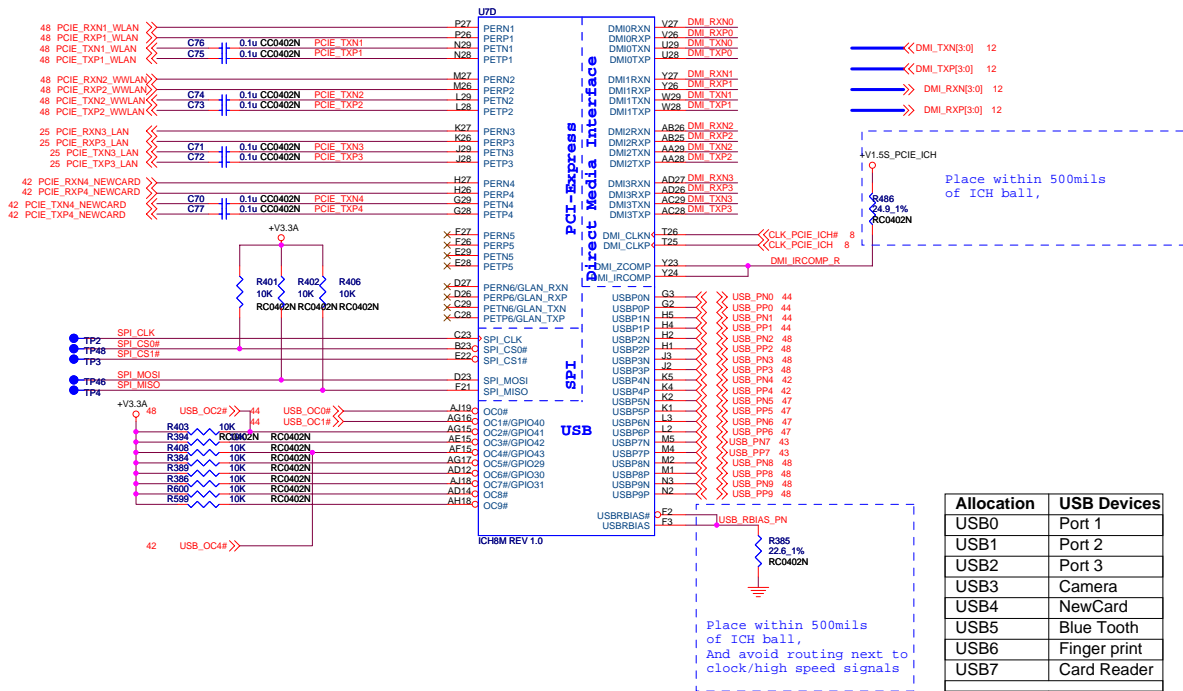 U7D
48 PCIE_RXN1_WLAN P27 PERN1 DMI0RXN V27 DMI_RXN0
48 PCIE_RXP1_WLAN P26 PERP1 DMI0RXP V26 DMI_RXP0
48 PCIE_TXN1_WLAN C76 0.1u CC0402N PCIE_TXN1 N29 PETN1 DMI0TXN U29 DMI_TXN0
48 PCIE_TXP1_WLAN C75 0.1u CC0402N PCIE_TXP1 N28 PETP1 DMI0TXP U28 DMI_TXP0
48 PCIE_RXN2_WWLAN M27 PERN2 DMI1RXN Y27 DMI_RXN1
48 PCIE_RXP2_WWLAN M26 PERP2 DMI1RXP Y26 DMI_RXP1
48 PCIE_TXN2_WWLAN C74 0.1u CC0402N PCIE_TXN2 L29 PETN2 DMI1TXN W29 DMI_TXN1
48 PCIE_TXP2_WWLAN C73 0.1u CC0402N PCIE_TXP2 L28 PETP2 DMI1TXP W28 DMI_TXP1
25 PCIE_RXN3_LAN K27 PERN3 DMI2RXN AB26 DMI_RXN2
25 PCIE_RXP3_LAN K26 PERP3 DMI2RXP AB25 DMI_RXP2
25 PCIE_TXN3_LAN C71 0.1u CC0402N PCIE_TXN3 J29 PETN3 DMI2TXN AA29 DMI_TXN2
25 PCIE_TXP3_LAN C72 0.1u CC0402N PCIE_TXP3 J28 PETP3 DMI2TXP AA28 DMI_TXP2
42 PCIE_RXN4_NEWCARD H27 PERN4 DMI3RXN AD27 DMI_RXN3
42 PCIE_RXP4_NEWCARD H26 PERP4 DMI3RXP AD26 DMI_RXP3
42 PCIE_TXN4_NEWCARD C70 0.1u CC0402N PCIE_TXN4 G29 PETN4 DMI3TXN AC29 DMI_TXN3
42 PCIE_TXP4_NEWCARD C77 0.1u CC0402N PCIE_TXP4 G28 PETP4 DMI3TXP AC28 DMI_TXP3
PCI-Express
Direct Media Interface
DMI_TXN[3:0] 12
DMI_TXP[3:0] 12
DMI_RXN[3:0] 12
DMI_RXP[3:0] 12
+V1.5S_PCIE_ICH
Place within 500mils
of ICH ball,
R486
24.9_1%
RC0402N
F27 PERN5 DMI_CLKN T26 CLK_PCIE_ICH# 8
F26 PERP5 DMI_CLKP T25 CLK_PCIE_ICH 8
E29 PETN5
E28 PETP5 DMI_ZCOMP Y23 DMI_IRCOMP_R
DMI_IRCOMP Y24
D27 PERN6/GLAN_RXN
D26 PERP6/GLAN_RXP
C29 PETN6/GLAN_TXN
C28 PETP6/GLAN_TXP
+V3.3A
R401 R402 R406
10K 10K 10K
RC0402N RC0402N RC0402N
TP2 SPI_CLK C23 SPI_CLK
TP48 SPI_CS0# B23 SPI_CS0#
TP3 SPI_CS1# E22 SPI_CS1#
TP46 SPI_MOSI D23 SPI_MOSI
TP4 SPI_MISO F21 SPI_MISO
SPI
USB
USBP0N G3 USB_PN0 44
USBP0P G2 USB_PP0 44
USBP1N H5 USB_PN1 44
USBP1P H4 USB_PP1 44
USBP2N H2 USB_PN2 48
USBP2P H1 USB_PP2 48
USBP3N J3 USB_PN3 48
USBP3P J2 USB_PP3 48
USBP4N K5 USB_PN4 42
USBP4P K4 USB_PP4 42
USBP5N K2 USB_PN5 47
USBP5P K1 USB_PP5 47
USBP6N L3 USB_PN6 47
USBP6P L2 USB_PP6 47
USBP7N M5 USB_PN7 43
USBP7P M4 USB_PP7 43
USBP8N M2 USB_PN8 48
USBP8P M1 USB_PP8 48
USBP9N N3 USB_PN9 48
USBP9P N2 USB_PP9 48
+V3.3A
48 USB_OC2# 44 USB_OC0# AJ19 OC0#
44 USB_OC1# AG16 OC1#/GPIO40
R403 10K RC0402N AG15 OC2#/GPIO41
R394 10K RC0402N AE15 OC3#/GPIO42
R408 10K RC0402N AF15 OC4#/GPIO43
R384 10K RC0402N AG17 OC5#/GPIO29
R389 10K RC0402N AD12 OC6#/GPIO30
R386 10K RC0402N AJ18 OC7#/GPIO31
R600 10K RC0402N AD14 OC8#
R599 10K RC0402N AH18 OC9#
42 USB_OC4#
USBRBIAS# F2 USB_RBIAS_PN
USBRBIAS F3
ICH8M REV 1.0
R385
22.6_1%
RC0402N
Place within 500mils
of ICH ball,
And avoid routing next to
clock/high speed signals
Allocation USB Devices
USB0 Port 1
USB1 Port 2
USB2 Port 3
USB3 Camera
USB4 NewCard
USB5 Blue Tooth
USB6 Finger print
USB7 Card Reader